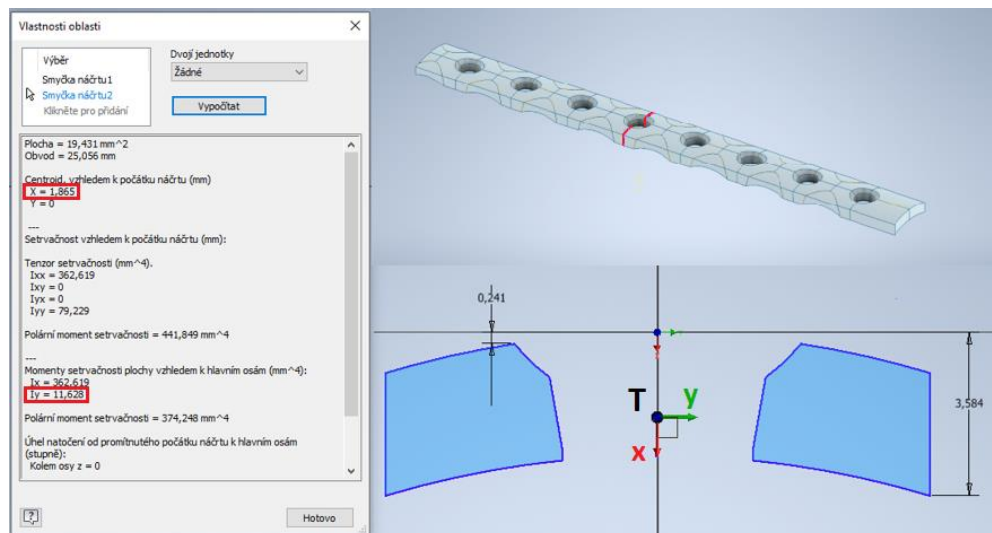 Vlastnosti oblasti
Výběr
Smyčka náčrtu1
Smyčka náčrtu2
Klikněte pro přidání
Dvojí jednotky
Žádné
Vypočítat
Plocha = 19,431 mm^2
Obvod = 25,056 mm
Centroid, vzhledem k počátku náčrtu (mm)
X = 1,865
Y = 0
---
Setrvačnost vzhledem k počátku náčrtu (mm):
Tenzor setrvačnosti (mm^4).
Ixx = 362,619
Ixy = 0
Iyx = 0
Iyy = 79,229
Polární moment setrvačnosti = 441,849 mm^4
---
Momenty setrvačnosti plochy vzhledem k hlavním osám (mm^4):
Ix = 362,619
Iy = 11,628
Polární moment setrvačnosti = 374,248 mm^4
Úhel natočení od promítnutého počátku náčrtu k hlavním osám
(stupně):
Kolem osy z = 0
?
Hotovo
0,241
T
y
x
3,584